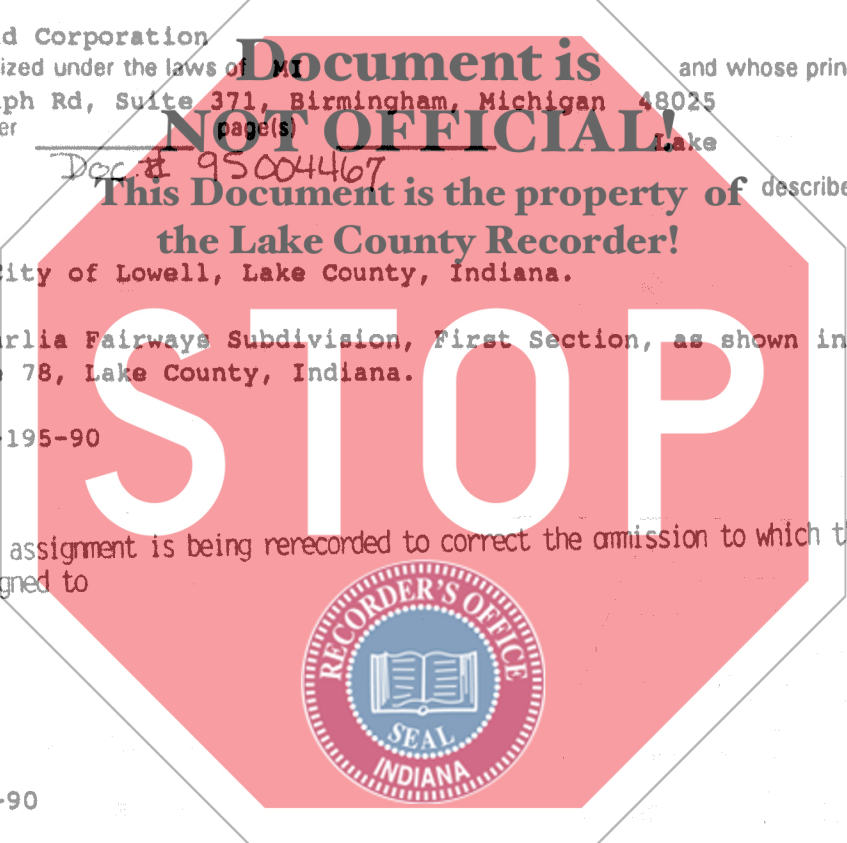 d Corporation
ized under the laws of MI and whose prin
ph Rd, Suite 371, Birmingham, Michigan 48025
er page(s) Lake
Doc # 95004467
describe
Document is
NOT OFFICIAL!
This Document is the property of
the Lake County Recorder!
City of Lowell, Lake County, Indiana.
rlia Fairways Subdivision, First Section, as shown in
78, Lake County, Indiana.
-195-90
STOP
assignment is being rerecorded to correct the ommission to which th
gned to
RECORDER'S OFFICE
SEAL
INDIANA
-90